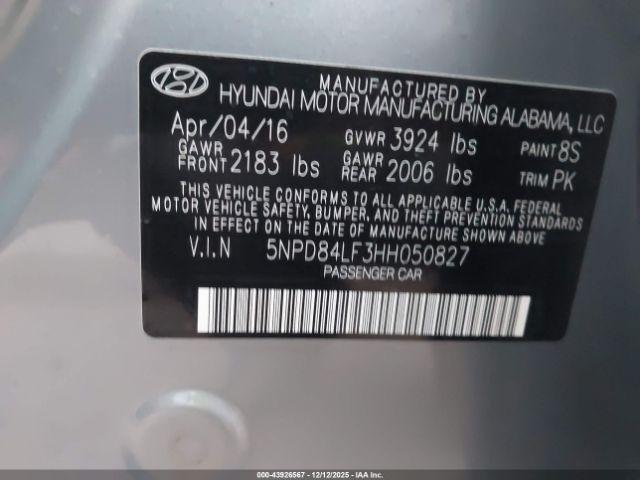 MANUFACTURED BY
HYUNDAI MOTOR MANUFACTURING ALABAMA, LLC
Apr/04/16 GVWR 3924 lbs PAINT 8S
GAWR FRONT 2183 lbs GAWR REAR 2006 lbs TRIM PK
THIS VEHICLE CONFORMS TO ALL APPLICABLE U.S.A. FEDERAL
MOTOR VEHICLE SAFETY, BUMPER, AND THEFT PREVENTION STANDARDS
IN EFFECT ON THE DATE OF MANUFACTURE SHOWN ABOVE.
V.I.N 5NPD84LF3HH050827
PASSENGER CAR
000-43926567 - 12/12/2025 - IAA Inc.